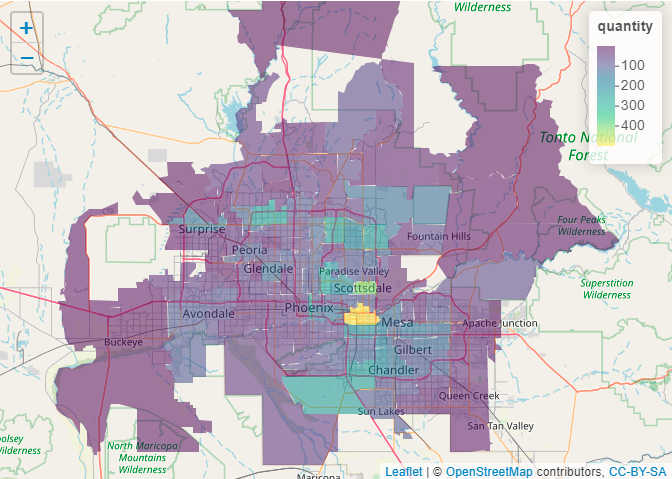 Wilderness
+
−
quantity
100
200
300
400
Tonto National
Forest
Four Peaks
Wilderness
Surprise
Fountain Hills
Peoria
Glendale
Paradise Valley
Superstition
Wilderness
Scottsdale
Phoenix
Avondale
Mesa
Apache Junction
Buckeye
Gilbert
Chandler
Queen Creek
Sun Lakes
San Tan Valley
olsey
Wilderness
North Maricopa
Mountains
Wilderness
Maricopa
Leaflet | © OpenStreetMap contributors, CC-BY-SA